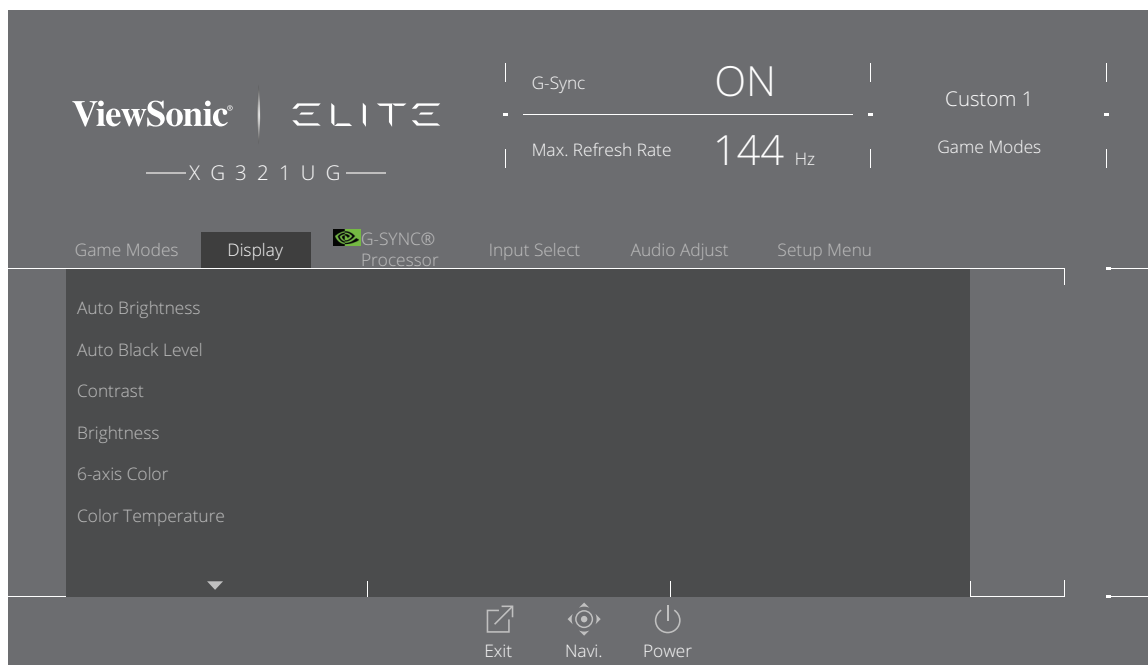 ViewSonic® | ELITE
XG321UG
G-Sync ON
Max. Refresh Rate 144 Hz
Custom 1
Game Modes
Game Modes
Display
G-SYNC®
Processor
Input Select
Audio Adjust
Setup Menu
Auto Brightness
Auto Black Level
Contrast
Brightness
6-axis Color
Color Temperature
Exit
Navi.
Power